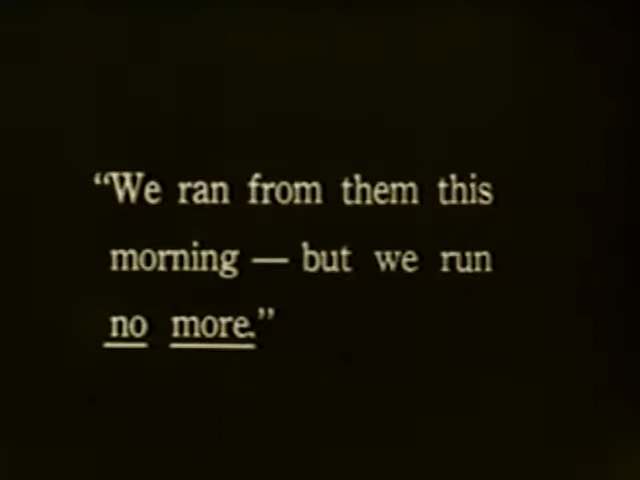 “We ran from them this
morning — but we run
no more.”